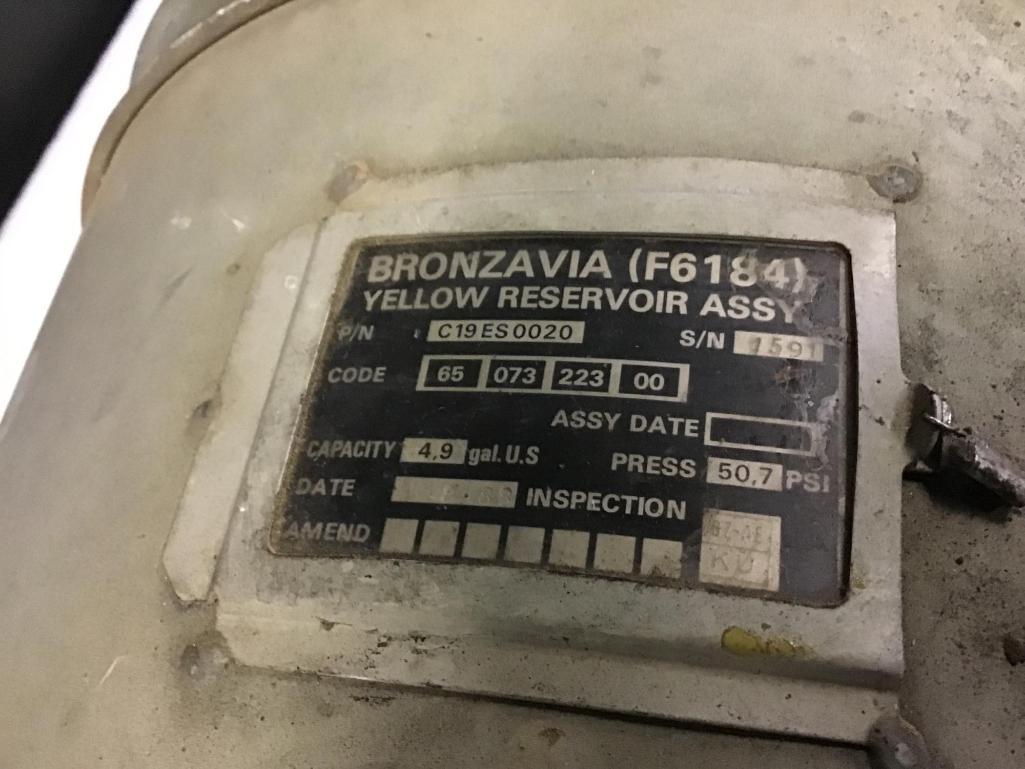 BRONZAVIA (F6184)
YELLOW RESERVOIR ASSY
P/N C19ES0020 S/N 1591
CODE 65 073 223 00
ASSY DATE
CAPACITY 4,9 gal. U.S PRESS 50,7 PSI
DATE INSPECTION
AMEND